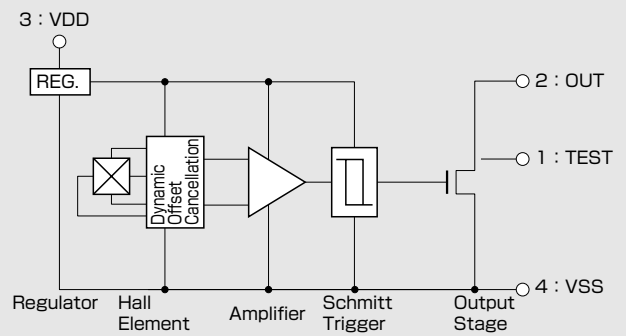 3：VDD
REG.
2：OUT
1：TEST
Dynamic
Offset
Cancellation
4：VSS
Regulator
Hall
Element
Amplifier
Schmitt
Trigger
Output
Stage